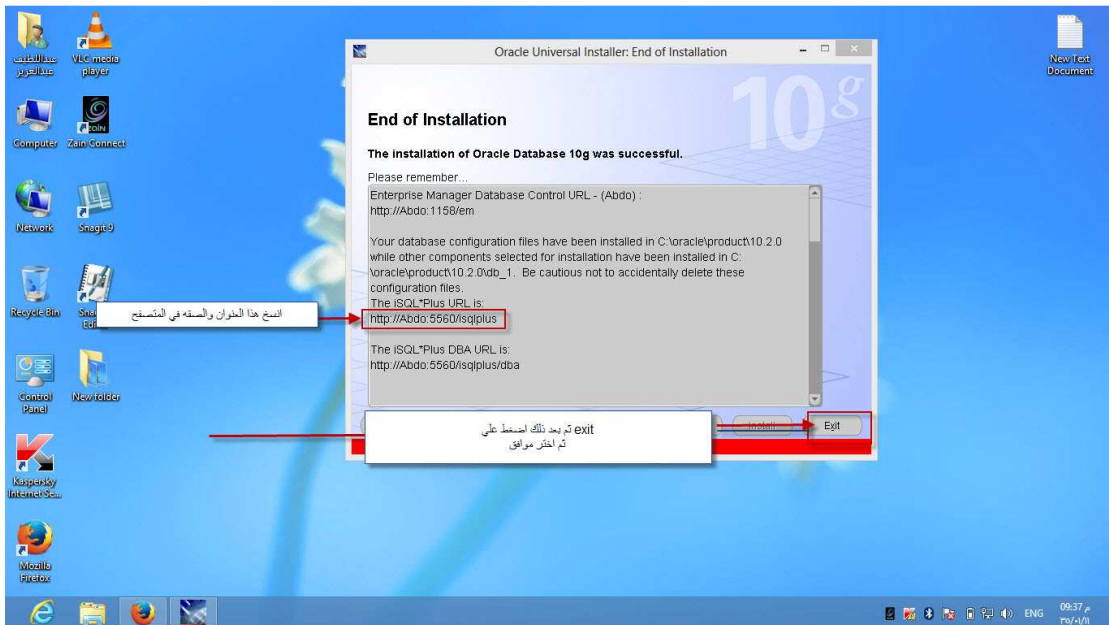 عبداللطيف
عبدالعزيز
VLC media
player
Computer
Zain Connect
Network
Snagit 9
Recycle Bin
Control
Panel
New folder
Kaspersky
Internet Se...
Mozilla
Firefox
New Text
Document
Oracle Universal Installer: End of Installation
10g
End of Installation
The installation of Oracle Database 10g was successful.
Please remember...
Enterprise Manager Database Control URL - (Abdo) :
http://Abdo:1158/em
Your database configuration files have been installed in C:\oracle\product\10.2.0
while other components selected for installation have been installed in C:
\oracle\product\10.2.0\db_1. Be cautious not to accidentally delete these
configuration files.
The iSQL*Plus URL is:
http://Abdo:5560/isqlplus
The iSQL*Plus DBA URL is:
http://Abdo:5560/isqlplus/dba
انسخ هذا العنوان والصقه في المتصفح
ثم بعد ذلك اضغط علي exit
ثم اختر موافق
Install
Exit
ENG
09:37 م